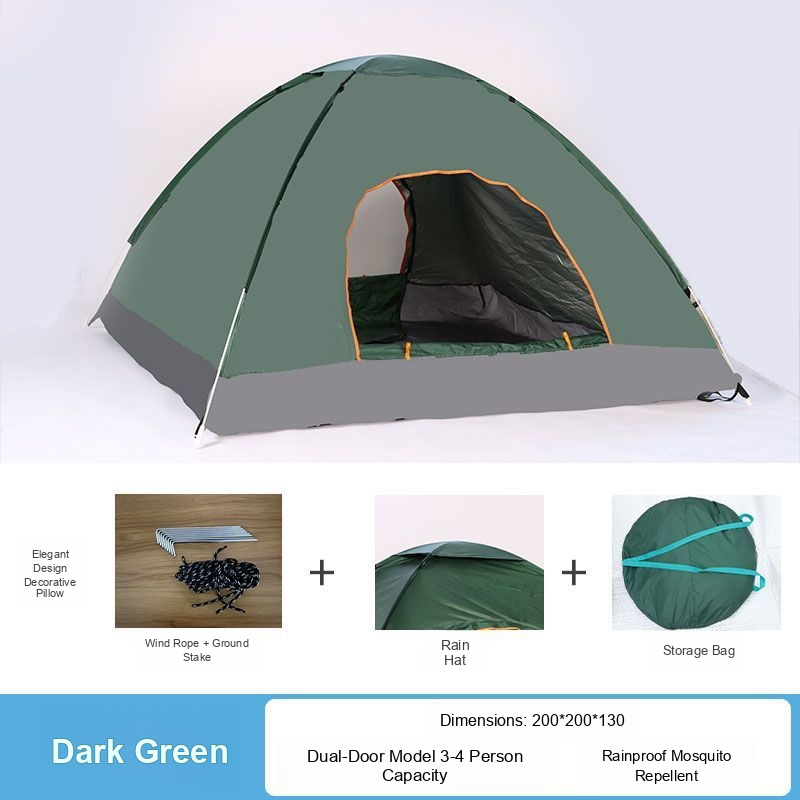 Elegant
Design
Decorative
Pillow
Wind Rope + Ground
Stake
+
Rain
Hat
+
Storage Bag
Dark Green
Dimensions: 200*200*130
Dual-Door Model 3-4 Person
Capacity
Rainproof Mosquito
Repellent